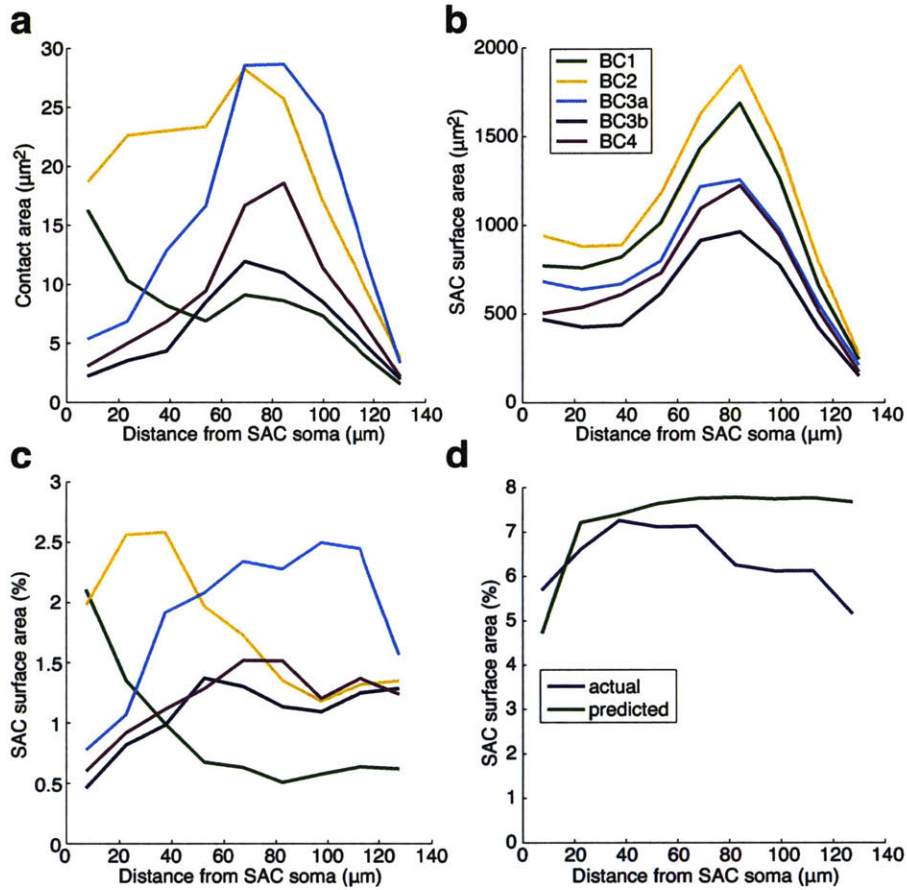 a
30
25
20
15
10
5
0
Contact area (µm²)
0 20 40 60 80 100 120 140
Distance from SAC soma (µm)
b
2000
1500
1000
500
0
SAC surface area (µm²)
BC1
BC2
BC3a
BC3b
BC4
0 20 40 60 80 100 120 140
Distance from SAC soma (µm)
c
3
2.5
2
1.5
1
0.5
0
SAC surface area (%)
0 20 40 60 80 100 120 140
Distance from SAC soma (µm)
d
8
7
6
5
4
3
2
1
0
SAC surface area (%)
actual
predicted
0 20 40 60 80 100 120 140
Distance from SAC soma (µm)